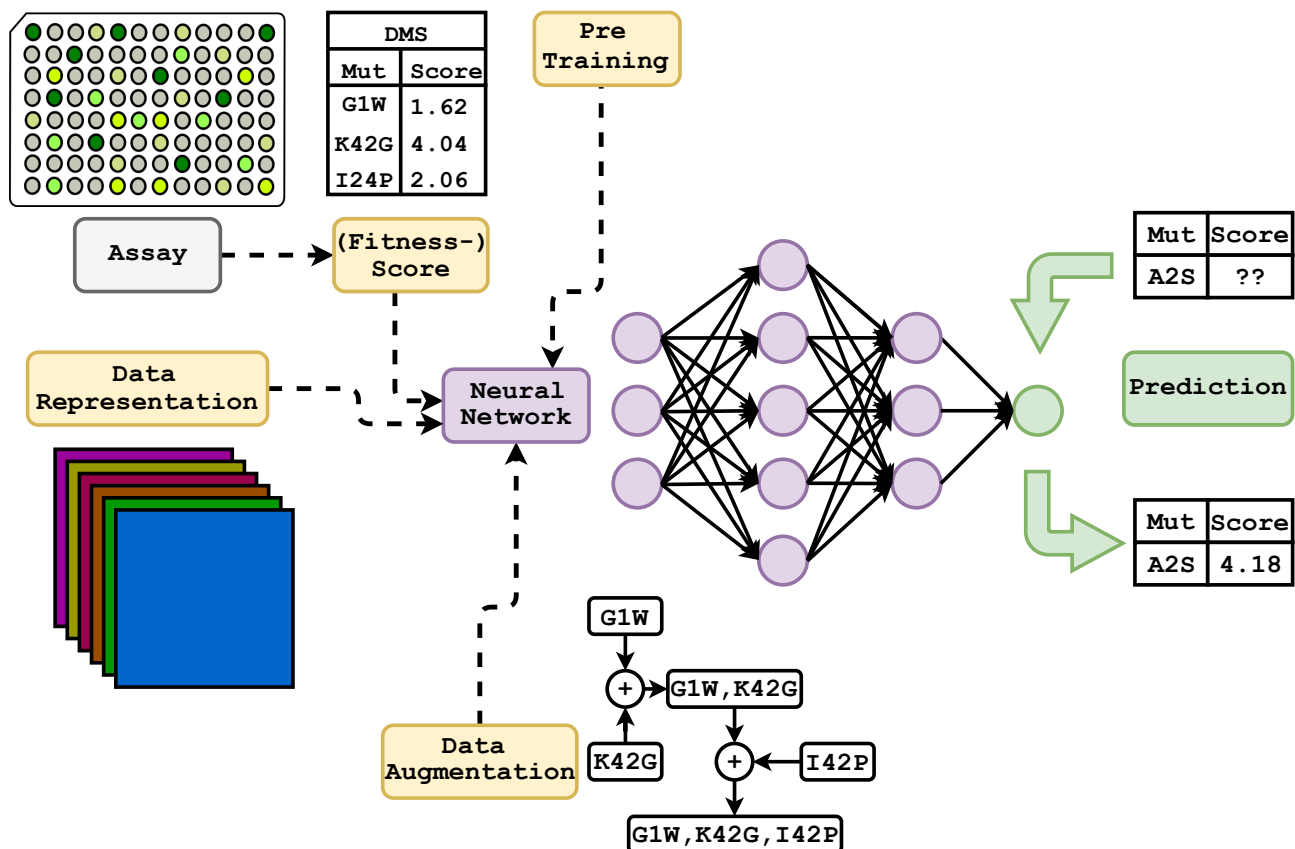 DMS
Mut Score
G1W 1.62
K42G 4.04
I24P 2.06
Pre
Training
Assay
(Fitness-)
Score
Data
Representation
Neural
Network
Mut Score
A2S ??
Prediction
Mut Score
A2S 4.18
Data
Augmentation
G1W
+
G1W,K42G
K42G
+
I42P
G1W,K42G,I42P